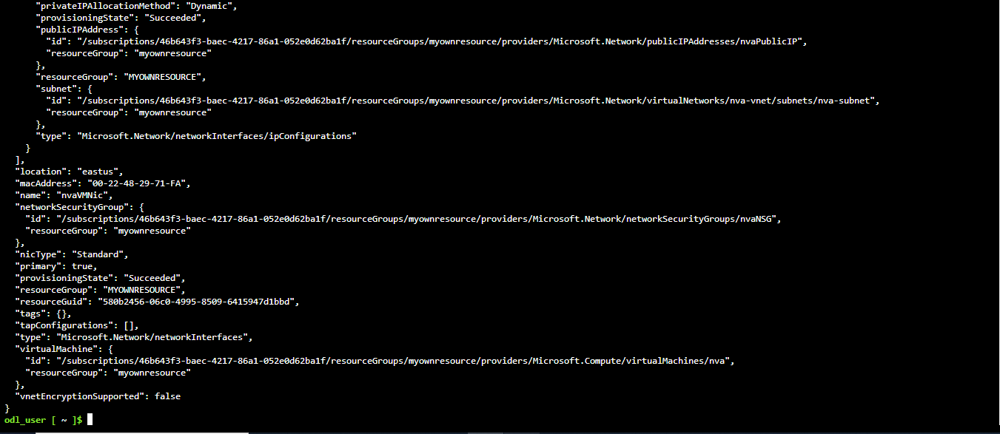 "privateIPAllocationMethod": "Dynamic",
"provisioningState": "Succeeded",
"publicIPAddress": {
"id": "/subscriptions/46b643f3-baec-4217-86a1-052e0d62ba1f/resourceGroups/myownresource/providers/Microsoft.Network/publicIPAddresses/nvaPublicIP",
"resourceGroup": "myownresource"
},
"resourceGroup": "MYOWNRESOURCE",
"subnet": {
"id": "/subscriptions/46b643f3-baec-4217-86a1-052e0d62ba1f/resourceGroups/myownresource/providers/Microsoft.Network/virtualNetworks/nva-vnet/subnets/nva-subnet",
"resourceGroup": "myownresource"
},
"type": "Microsoft.Network/networkInterfaces/ipConfigurations"
}
],
"location": "eastus",
"macAddress": "00-22-48-29-71-FA",
"name": "nvaVMNic",
"networkSecurityGroup": {
"id": "/subscriptions/46b643f3-baec-4217-86a1-052e0d62ba1f/resourceGroups/myownresource/providers/Microsoft.Network/networkSecurityGroups/nvaNSG",
"resourceGroup": "myownresource"
},
"nicType": "Standard",
"primary": true,
"provisioningState": "Succeeded",
"resourceGroup": "MYOWNRESOURCE",
"resourceGuid": "580b2456-06c0-4995-8509-6415947d1bbd",
"tags": {},
"tapConfigurations": [],
"type": "Microsoft.Network/networkInterfaces",
"virtualMachine": {
"id": "/subscriptions/46b643f3-baec-4217-86a1-052e0d62ba1f/resourceGroups/myownresource/providers/Microsoft.Compute/virtualMachines/nva",
"resourceGroup": "myownresource"
},
"vnetEncryptionSupported": false
}
odl_user [ ~ ]$